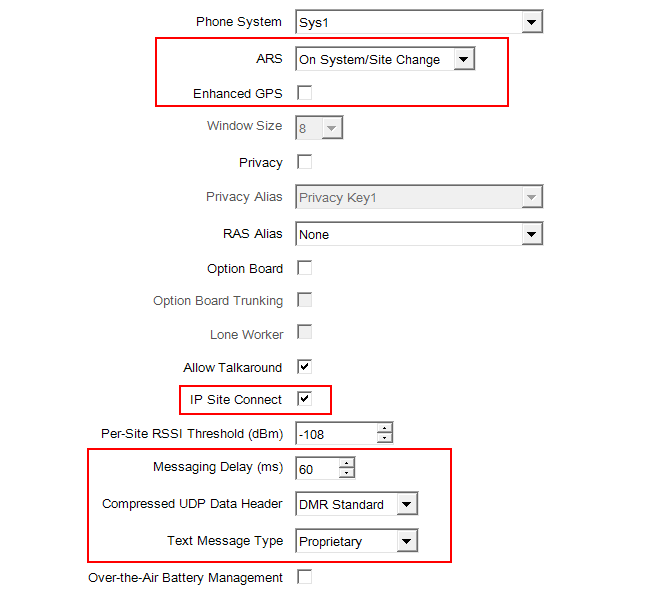 Phone System Sys1
ARS On System/Site Change
Enhanced GPS
Window Size 8
Privacy
Privacy Alias Privacy Key1
RAS Alias None
Option Board
Option Board Trunking
Lone Worker
Allow Talkaround
IP Site Connect
Per-Site RSSI Threshold (dBm) -108
Messaging Delay (ms) 60
Compressed UDP Data Header DMR Standard
Text Message Type Proprietary
Over-the-Air Battery Management